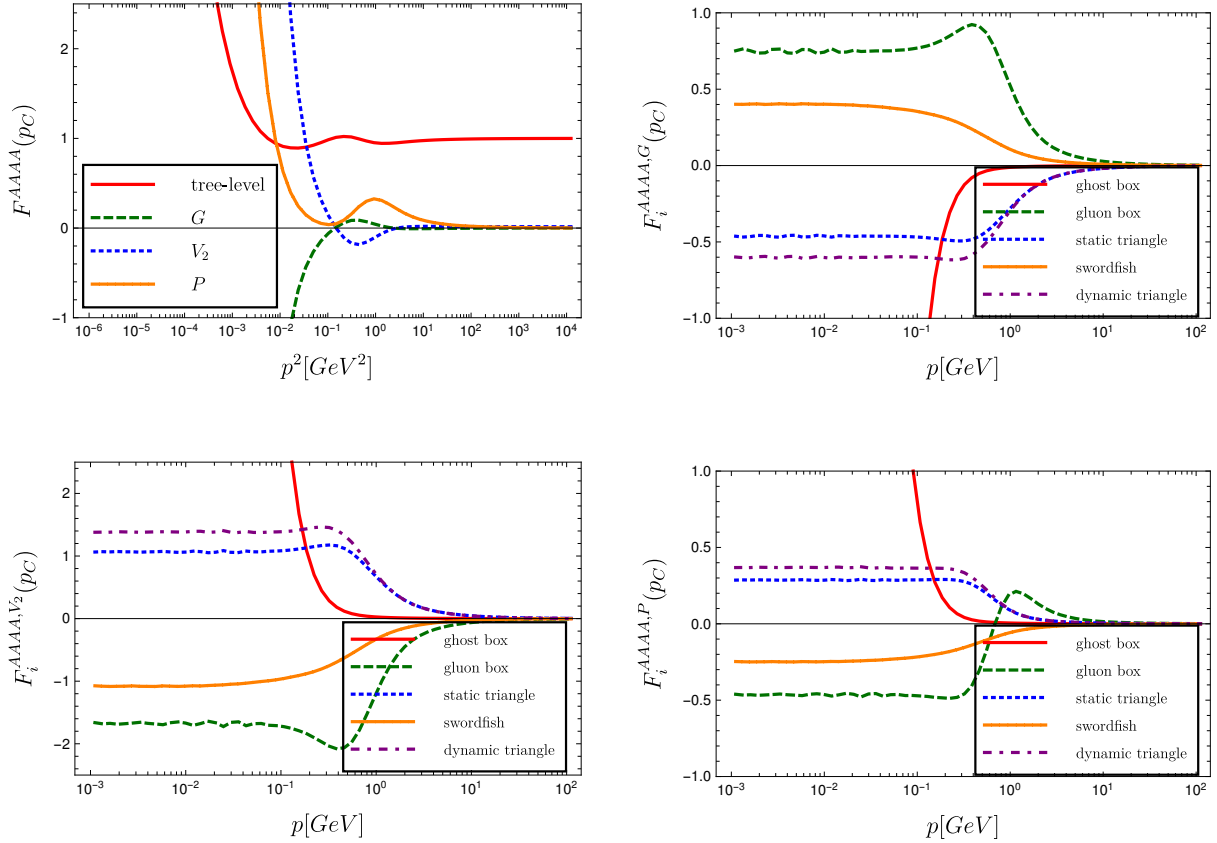 F^{AAAA}(p_C)
2
1
0
−1
tree-level
G
V_2
P
10^{−6} 10^{−5} 10^{−4} 10^{−3} 10^{−2} 10^{−1} 10^0 10^1 10^2 10^3 10^4
p^2[GeV^2]
F_i^{AAAA,G}(p_C)
1.0
0.5
0.0
−0.5
−1.0
ghost box
gluon box
static triangle
swordfish
dynamic triangle
10^{−3} 10^{−2} 10^{−1} 10^0 10^1 10^2
p[GeV]
F_i^{AAAA,V_2}(p_C)
2
1
0
−1
−2
ghost box
gluon box
static triangle
swordfish
dynamic triangle
10^{−3} 10^{−2} 10^{−1} 10^0 10^1 10^2
p[GeV]
F_i^{AAAA,P}(p_C)
1.0
0.5
0.0
−0.5
−1.0
ghost box
gluon box
static triangle
swordfish
dynamic triangle
10^{−3} 10^{−2} 10^{−1} 10^0 10^1 10^2
p[GeV]